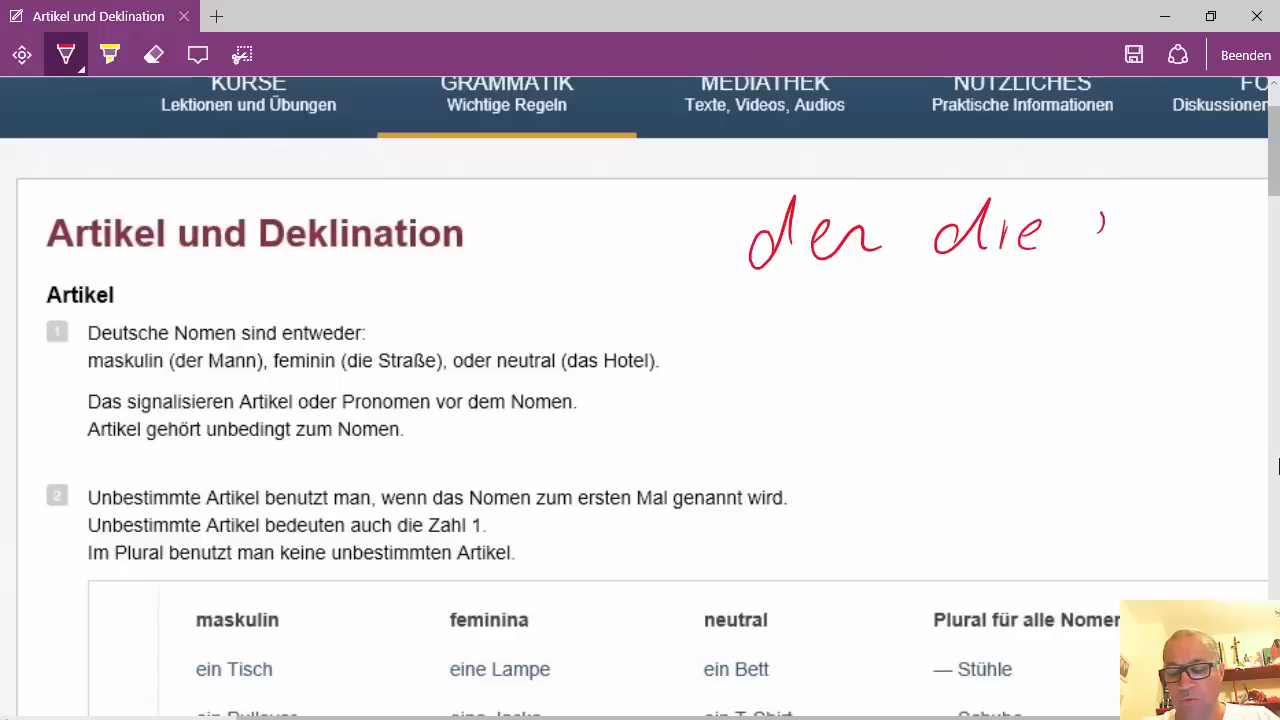 Artikel und Deklination
Beenden
KURSE GRAMMATIK MEDIATHEK NÜTZLICHES FO
Lektionen und Übungen Wichtige Regeln Texte, Videos, Audios Praktische Informationen Diskussionen
Artikel und Deklination der die
Artikel
1 Deutsche Nomen sind entweder:
maskulin (der Mann), feminin (die Straße), oder neutral (das Hotel).
Das signalisieren Artikel oder Pronomen vor dem Nomen.
Artikel gehört unbedingt zum Nomen.
2 Unbestimmte Artikel benutzt man, wenn das Nomen zum ersten Mal genannt wird.
Unbestimmte Artikel bedeuten auch die Zahl 1.
Im Plural benutzt man keine unbestimmten Artikel.
maskulin feminina neutral Plural für alle Nomen
ein Tisch eine Lampe ein Bett — Stühle